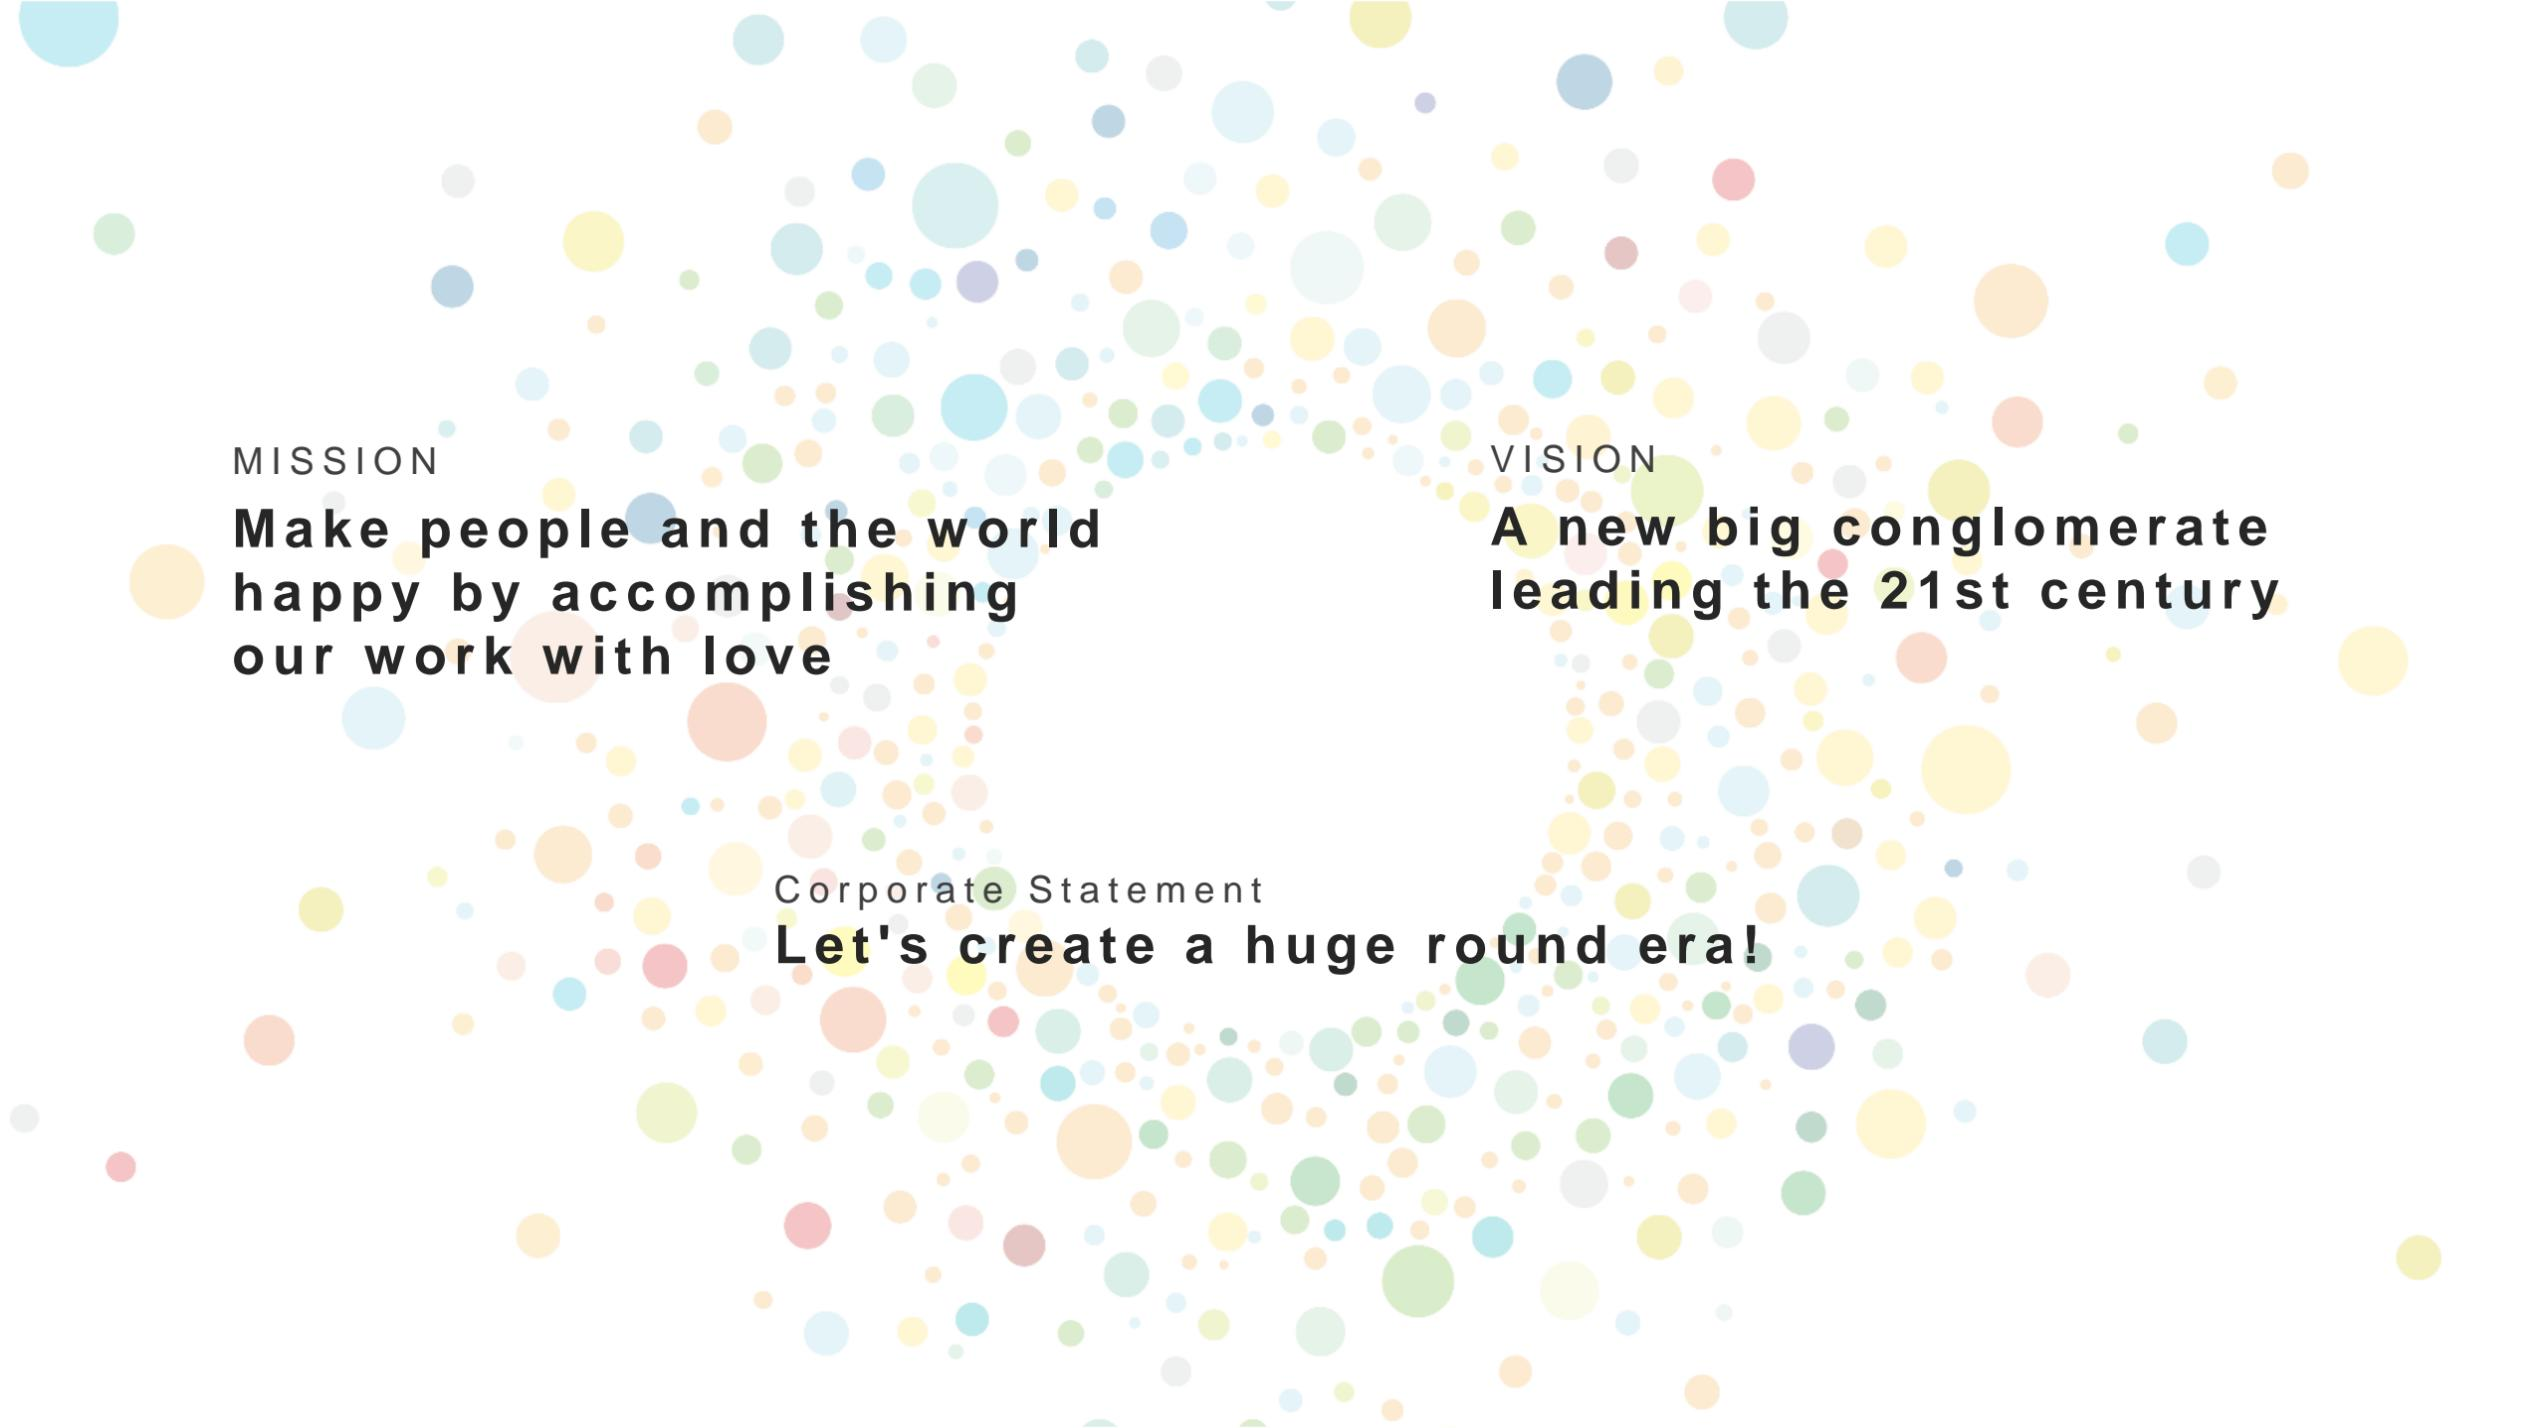 MISSION
Make people and the world
happy by accomplishing
our work with love
VISION
A new big conglomerate
leading the 21st century
Corporate Statement
Let's create a huge round era!